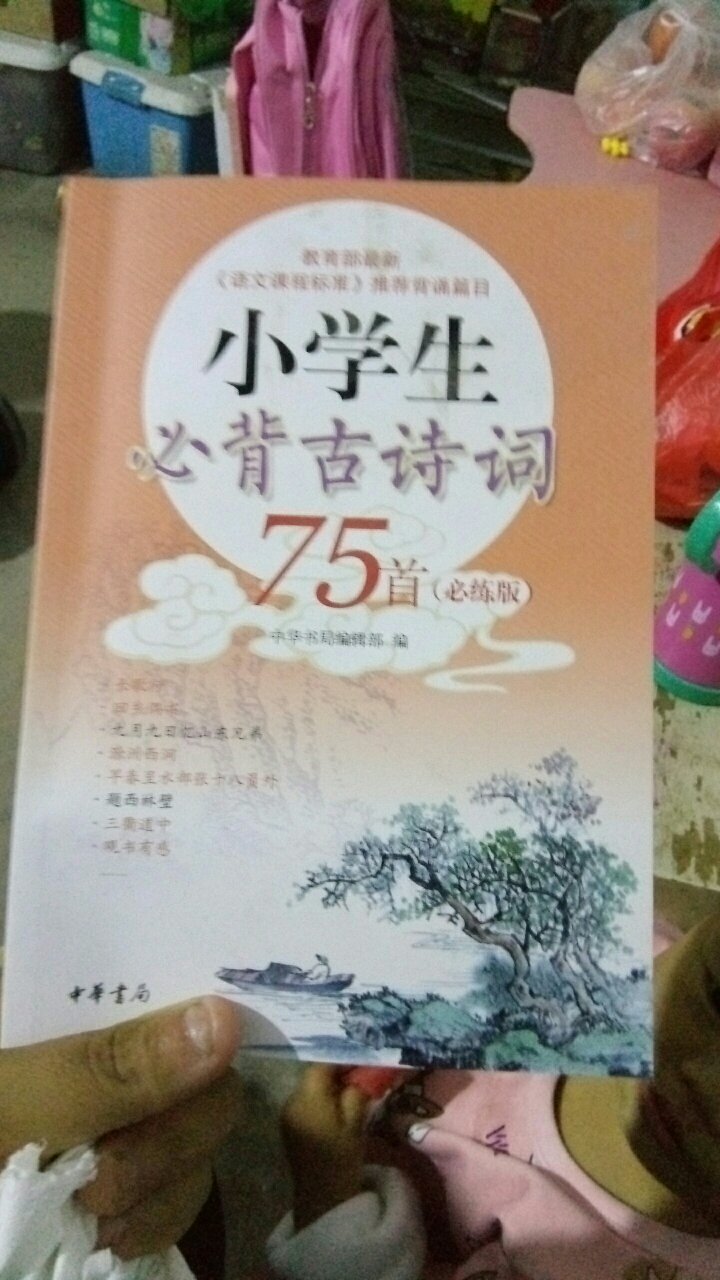 教育部最新
《语文课程标准》推荐背诵篇目
小学生
必背古诗词
75首(必练版)
中华书局编辑部 编
· 长歌行
· 回乡偶书
· 九月九日忆山东兄弟
· 滁州西涧
· 早春呈水部张十八员外
· 题西林壁
· 三衢道中
· 观书有感
……
中華書局